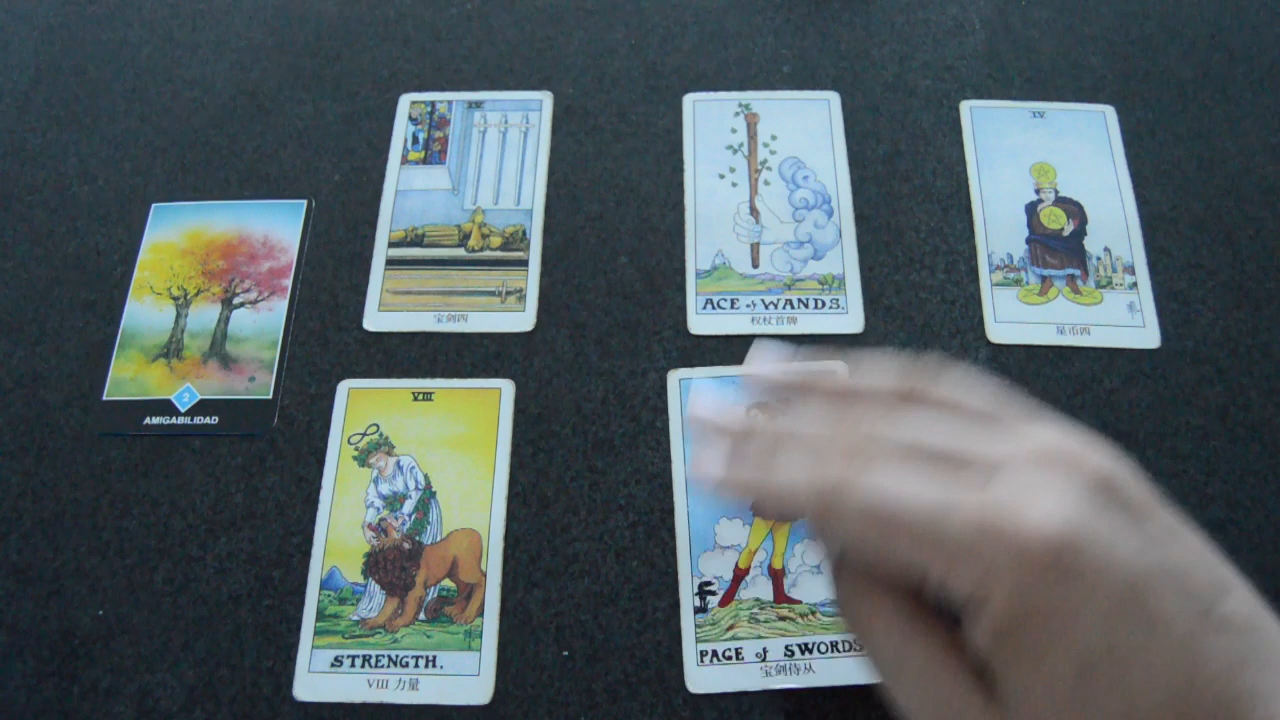 IV
宝剑四
ACE of WANDS.
权杖首牌
IV
星币四
2
AMIGABILIDAD
VIII
STRENGTH.
VIII 力量
PAGE of SWORDS
宝剑侍从